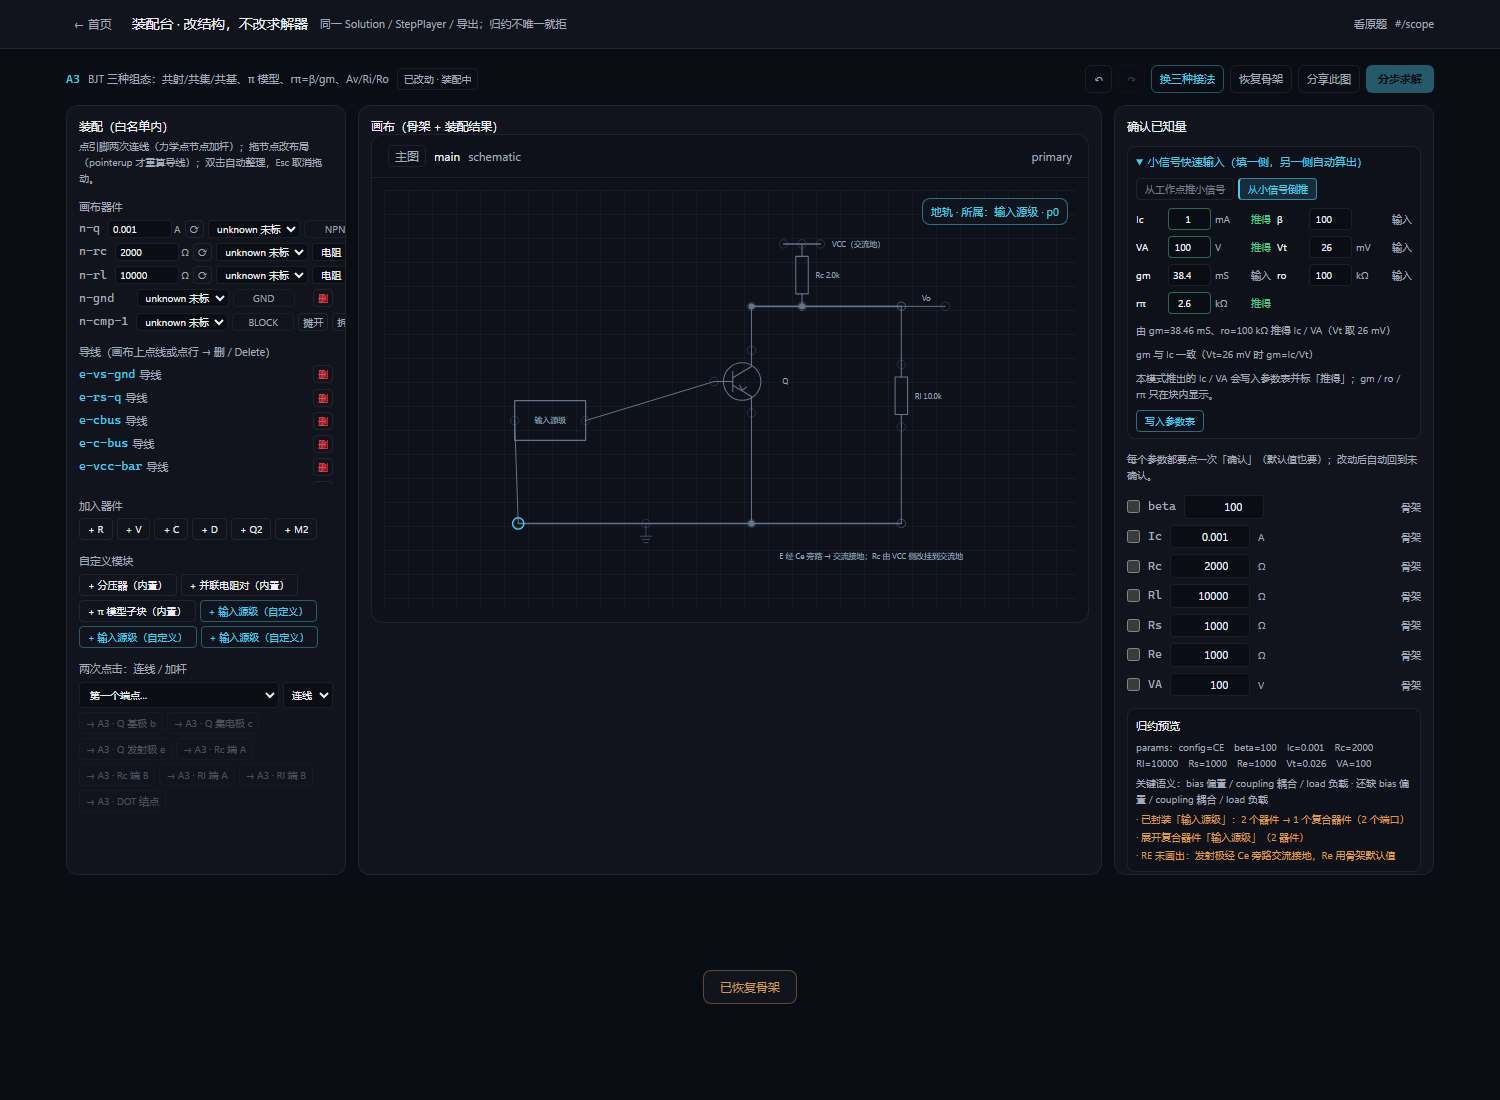 ← 首页 装配台 · 改结构，不改求解器 同一 Solution / StepPlayer / 导出；归约不唯一就拒 看原题 #/scope
A3 BJT 三种组态：共射/共集/共基、π 模型、rπ=β/gm、Av/Ri/Ro 已改动 · 装配中 ↶ ↷ 换三种接法 恢复骨架 分享此图 分步求解
装配（白名单内）
点引脚两次连线（力学点节点加杆）；拖节点改布局
（pointerup 才重算导线）；双击自动整理，Esc 取消拖
动。
画布器件
n-q 0.001 A ⟳ unknown 未标 NPN
n-rc 2000 Ω ⟳ unknown 未标 电阻
n-rl 10000 Ω ⟳ unknown 未标 电阻
n-gnd unknown 未标 GND 删
n-cmp-1 unknown 未标 BLOCK 摊开
导线（画布上点线或点行 → 删 / Delete）
e-vs-gnd 导线 删
e-rs-q 导线 删
e-cbus 导线 删
e-c-bus 导线 删
e-vcc-bar 导线 删
加入器件
+ R + V + C + D + Q2 + M2
自定义模块
+ 分压器（内置） + 并联电阻对（内置）
+ π 模型子块（内置） + 输入源级（自定义）
+ 输入源级（自定义） + 输入源级（自定义）
两次点击：连线 / 加杆
第一个端点… 连线
→ A3 · Q 基极 b → A3 · Q 集电极 c
→ A3 · Q 发射极 e → A3 · Rc 端 A
→ A3 · Rc 端 B → A3 · Rl 端 A → A3 · Rl 端 B
→ A3 · DOT 结点
画布（骨架 + 装配结果）
主图 main schematic primary
地轨 · 所属：输入源级 · p0
VCC（交流地）
Rc 2.0k
Vo
Q
Rl 10.0k
输入源级
E 经 Ce 旁路 → 交流接地；Rc 由 VCC 侧改挂到交流地
确认已知量
▼ 小信号快速输入（填一侧，另一侧自动算出）
从工作点推小信号 从小信号倒推
Ic 1 mA 推得 β 100 输入
VA 100 V 推得 Vt 26 mV 输入
gm 38.4 mS 输入 ro 100 kΩ 输入
rπ 2.6 kΩ 推得
由 gm=38.46 mS、ro=100 kΩ 推得 Ic / VA（Vt 取 26 mV）
gm 与 Ic 一致（Vt=26 mV 时 gm=Ic/Vt）
本模式推出的 Ic / VA 会写入参数表并标「推得」；gm / ro /
rπ 只在块内显示。
写入参数表
每个参数都要点一次「确认」（默认值也要）；改动后自动回到未
确认。
beta 100 骨架
Ic 0.001 A 骨架
Rc 2000 Ω 骨架
Rl 10000 Ω 骨架
Rs 1000 Ω 骨架
Re 1000 Ω 骨架
VA 100 V 骨架
归约预览
params：config=CE beta=100 Ic=0.001 Rc=2000
Rl=10000 Rs=1000 Re=1000 Vt=0.026 VA=100
关键语义：bias 偏置 / coupling 耦合 / load 负载 · 还缺 bias 偏
置 / coupling 耦合 / load 负载
· 已封装「输入源级」：2 个器件 → 1 个复合器件（2 个端口）
· 展开复合器件「输入源级」（2 器件）
· RE 未画出：发射极经 Ce 旁路交流接地，Re 用骨架默认值
已恢复骨架